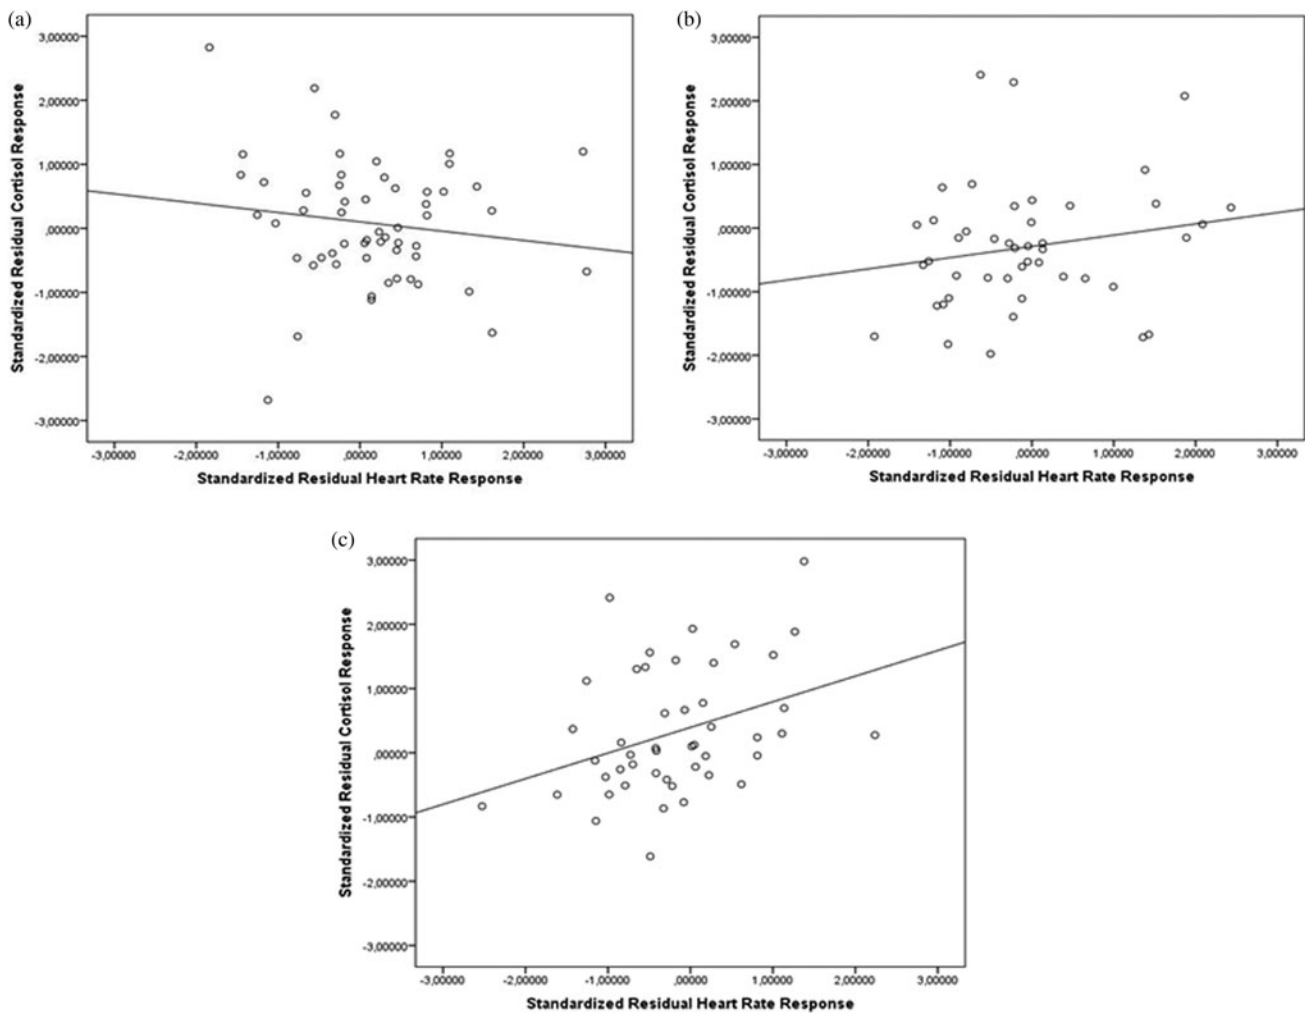 (a)
Standardized Residual Cortisol Response
3,00000
2,00000
1,00000
,00000
-1,00000
-2,00000
-3,00000
-3,00000 -2,00000 -1,00000 ,00000 1,00000 2,00000 3,00000
Standardized Residual Heart Rate Response
(b)
Standardized Residual Cortisol Response
3,00000
2,00000
1,00000
,00000
-1,00000
-2,00000
-3,00000
-3,00000 -2,00000 -1,00000 ,00000 1,00000 2,00000 3,00000
Standardized Residual Heart Rate Response
(c)
Standardized Residual Cortisol Response
3,00000
2,00000
1,00000
,00000
-1,00000
-2,00000
-3,00000
-3,00000 -2,00000 -1,00000 ,00000 1,00000 2,00000 3,00000
Standardized Residual Heart Rate Response